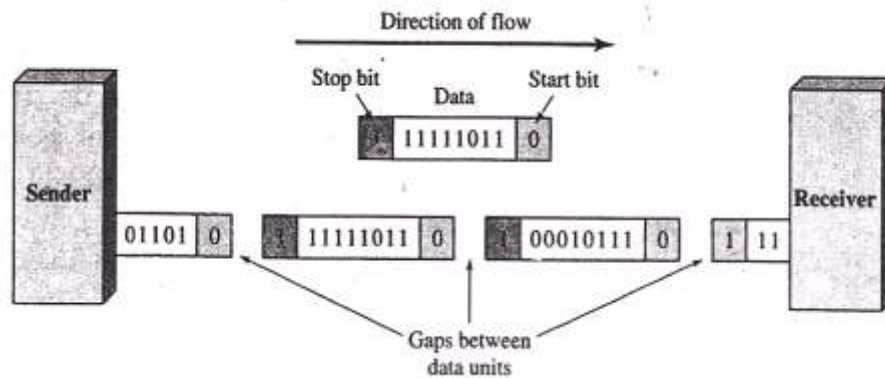 Direction of flow
Stop bit
Data
Start bit
1 11111011 0
Sender
Receiver
01101 0
1 11111011 0
1 00010111 0
1 11
Gaps between
data units